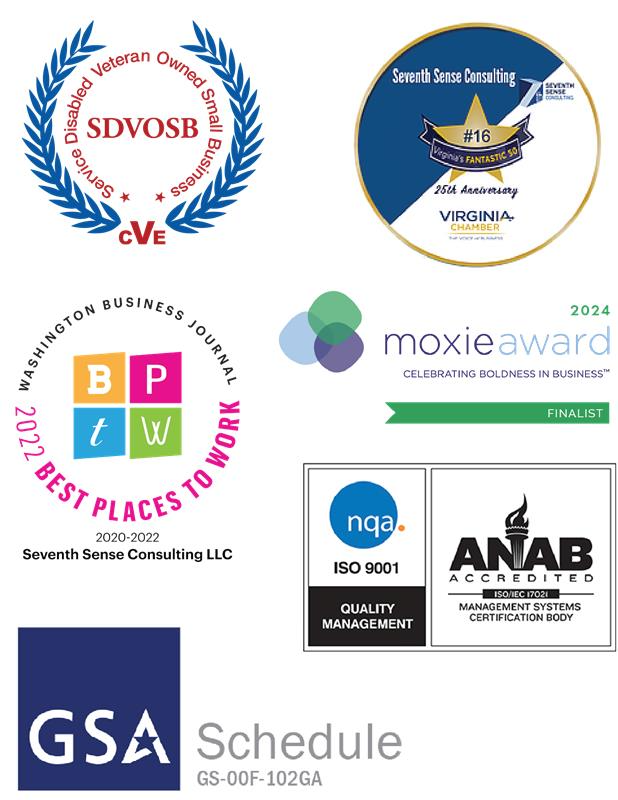 Service Disabled Veteran Owned Small Business
SDVOSB
CVE
Seventh Sense Consulting
SEVENTH
SENSE
CONSULTING
#16
Virginia's FANTASTIC 50
25th Anniversary
VIRGINIA
CHAMBER
THE VOICE of BUSINESS
WASHINGTON BUSINESS JOURNAL
B P
t W
2022 BEST PLACES TO WORK
2020-2022
Seventh Sense Consulting LLC
2024
moxieaward
CELEBRATING BOLDNESS IN BUSINESS™
FINALIST
nqa.
ISO 9001
QUALITY
MANAGEMENT
ANAB
ACCREDITED
ISO/IEC 17021
MANAGEMENT SYSTEMS
CERTIFICATION BODY
GSA
Schedule
GS-00F-102GA